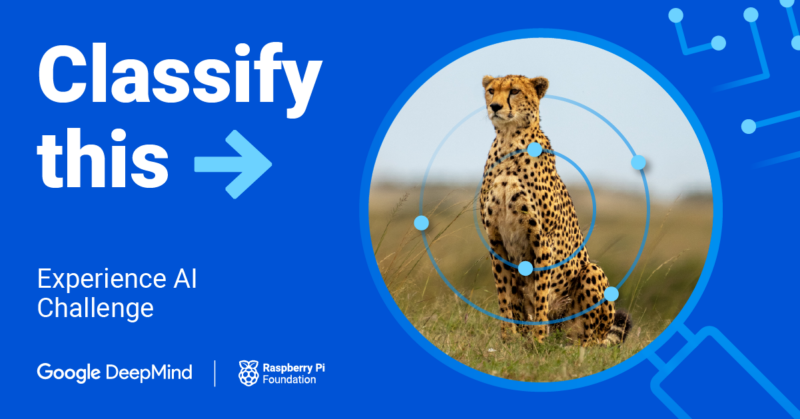 Classify
this
Experience AI
Challenge
Google DeepMind
Raspberry Pi
Foundation